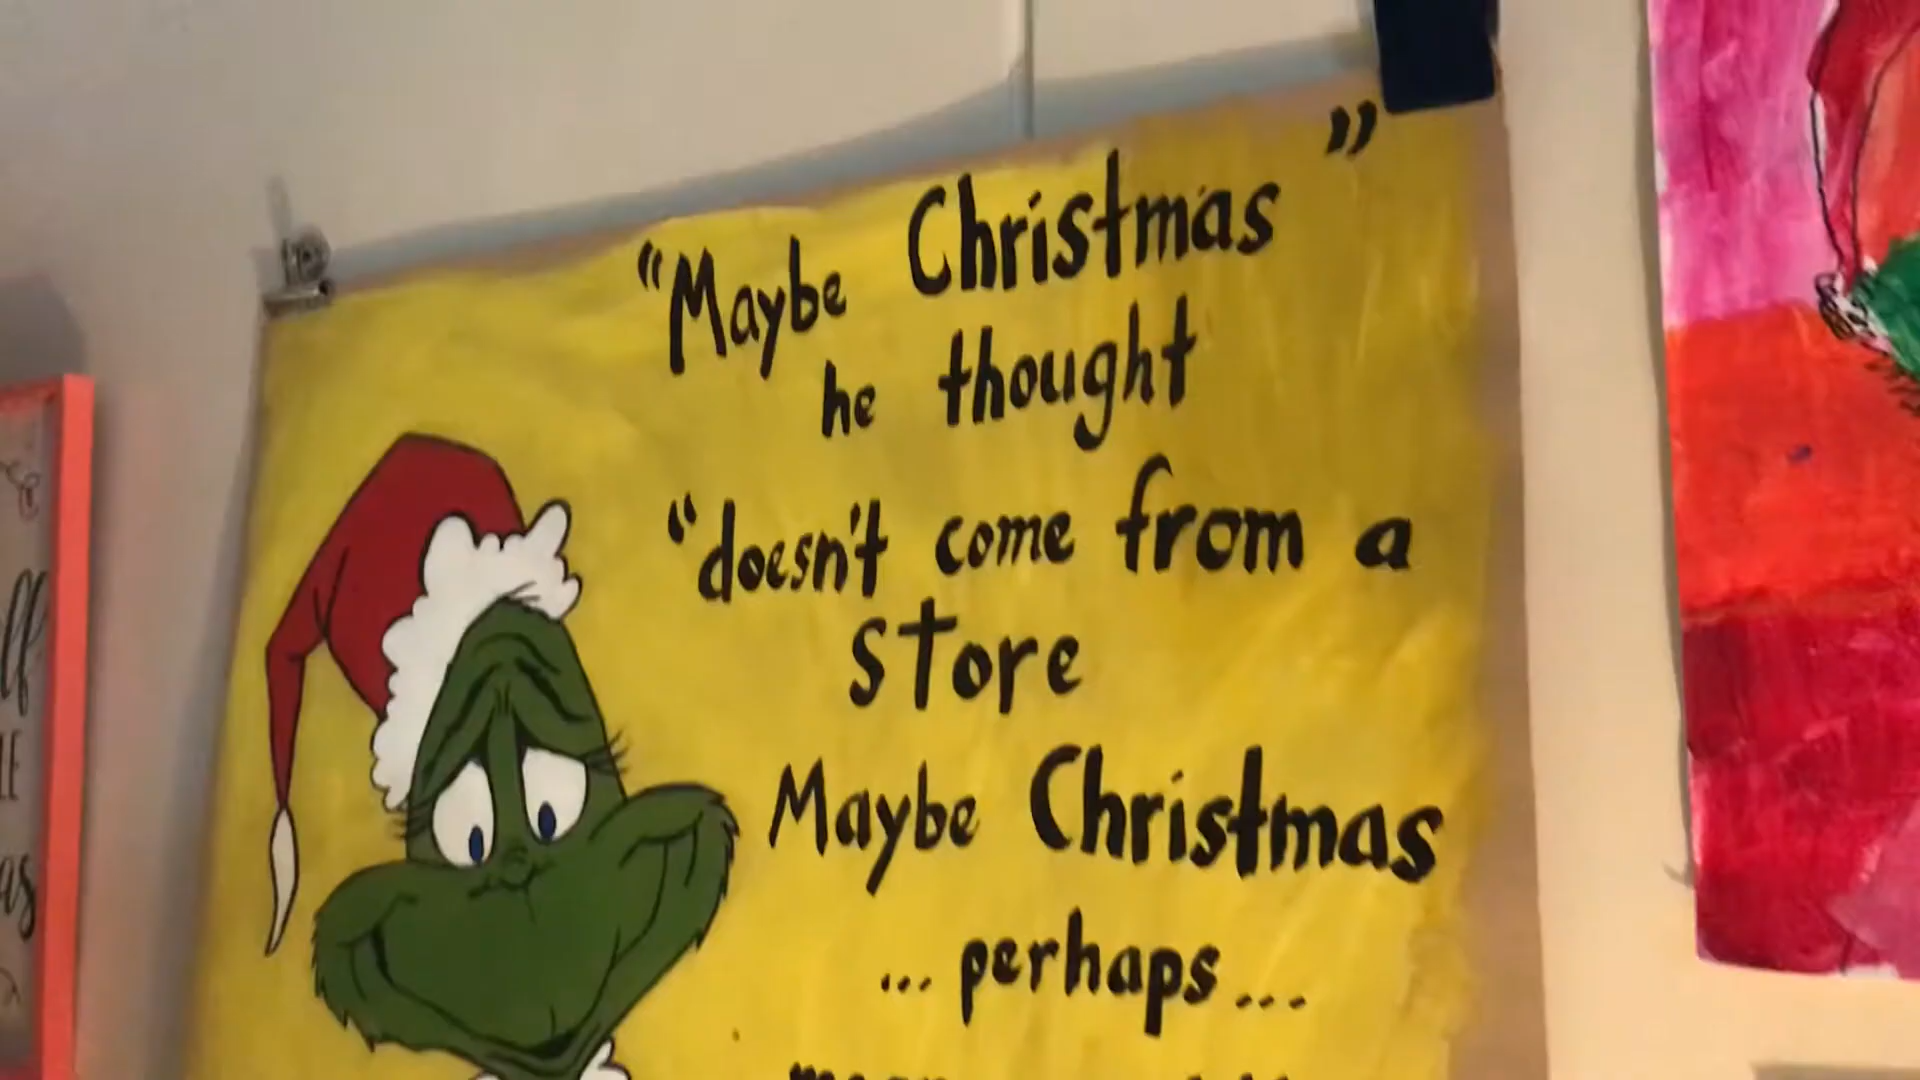 "Maybe Christmas"
he thought
"doesn't come from a
store
Maybe Christmas
... perhaps ...